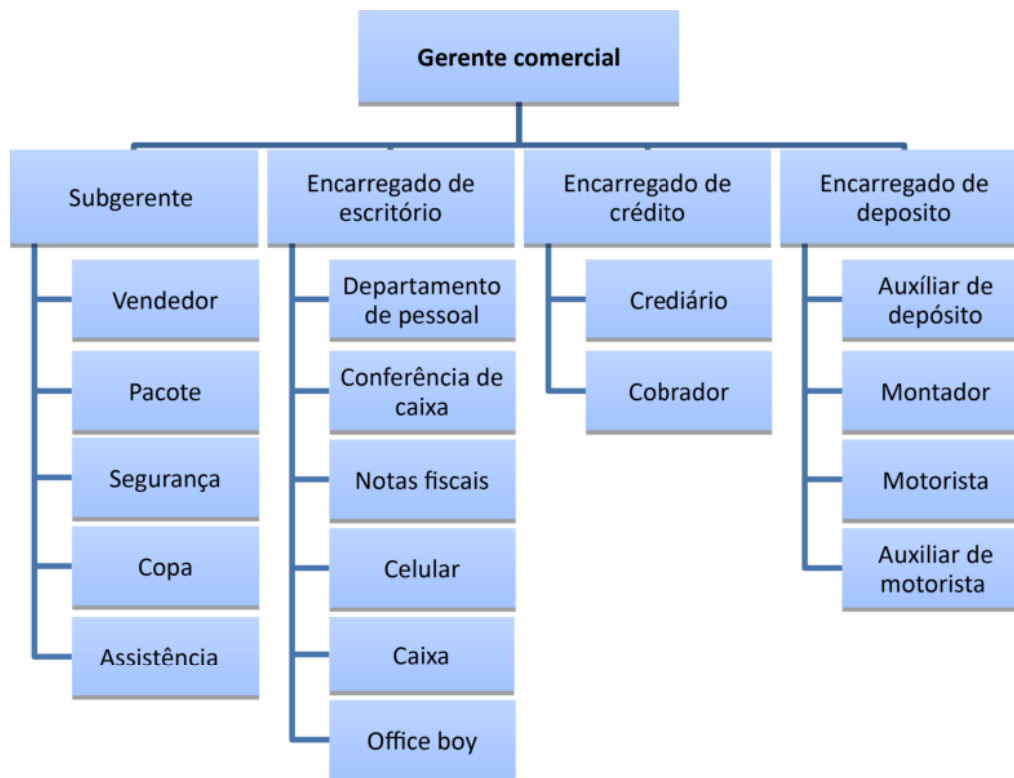 Gerente comercial
Subgerente
Encarregado de
escritório
Encarregado de
crédito
Encarregado de
deposito
Vendedor
Pacote
Segurança
Copa
Assistência
Departamento
de pessoal
Conferência de
caixa
Notas fiscais
Celular
Caixa
Office boy
Crediário
Cobrador
Auxíliar de
depósito
Montador
Motorista
Auxiliar de
motorista